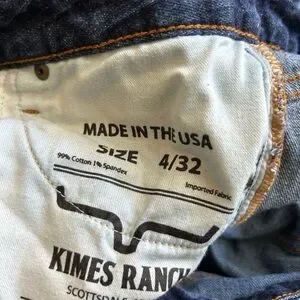 MADE IN THE USA
SIZE 4/32
99% Cotton 1% Spandex
Imported Fabric
KIMES RANCH